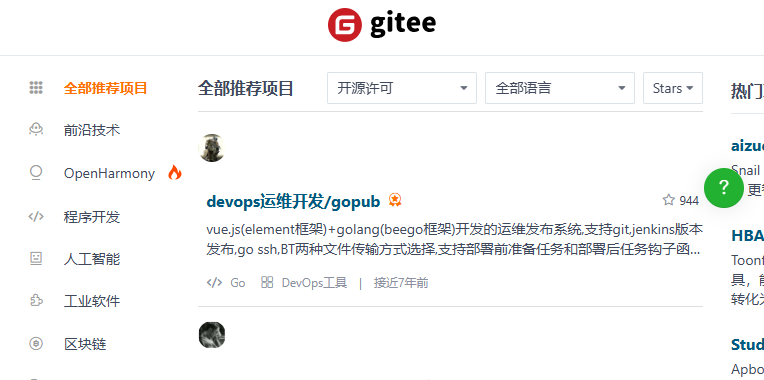 gitee
全部推荐项目
前沿技术
OpenHarmony
程序开发
人工智能
工业软件
区块链
全部推荐项目
开源许可
全部语言
Stars
devops运维开发/gopub
944
vue.js(element框架)+golang(beego框架)开发的运维发布系统,支持git,jenkins版本
发布,go ssh,BT两种文件传输方式选择,支持部署前准备任务和部署后任务钩子函...
Go DevOps工具 | 接近7年前
热门
Snail
?
HBA
具,
转化为
Stud
Apbo